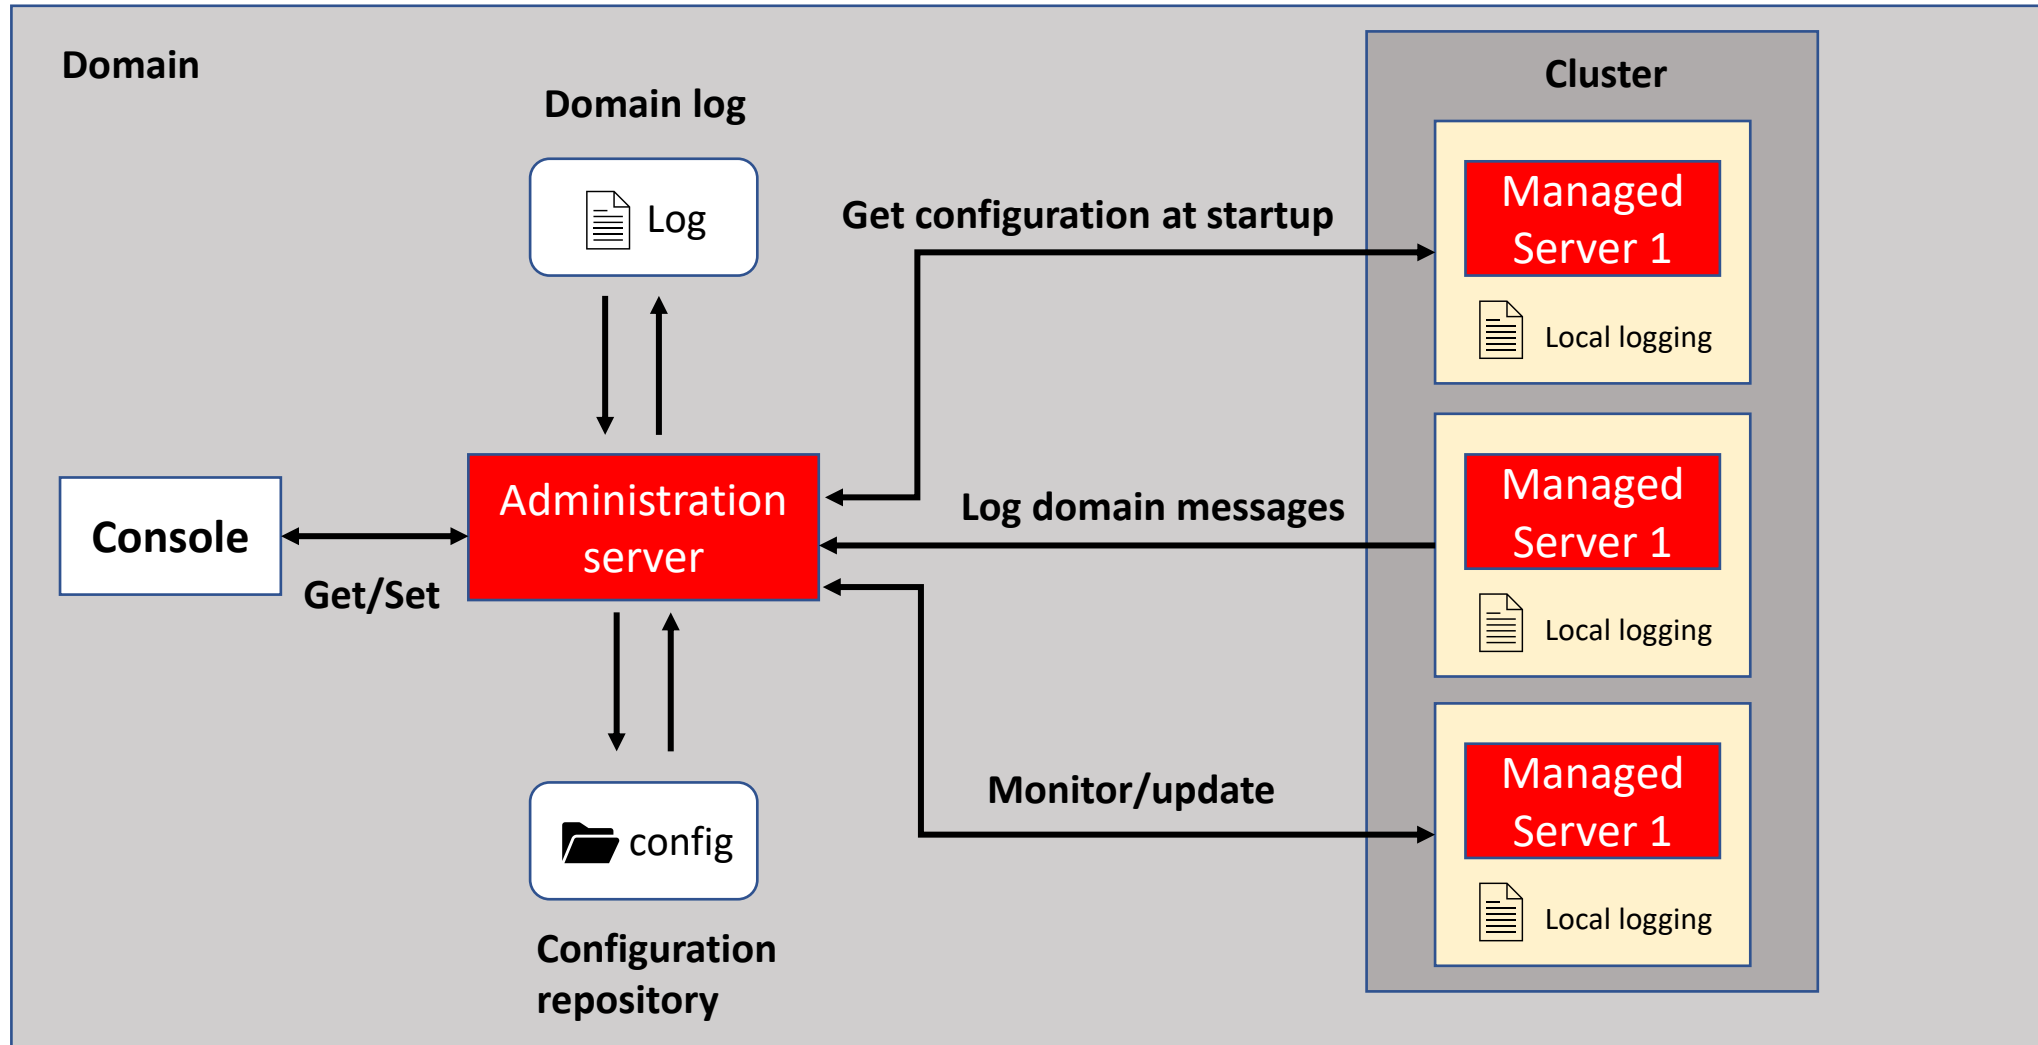 Domain
Domain log
Log
Console
Get/Set
Administration
server
config
Configuration
repository
Get configuration at startup
Log domain messages
Monitor/update
Cluster
Managed
Server 1
Local logging
Managed
Server 1
Local logging
Managed
Server 1
Local logging